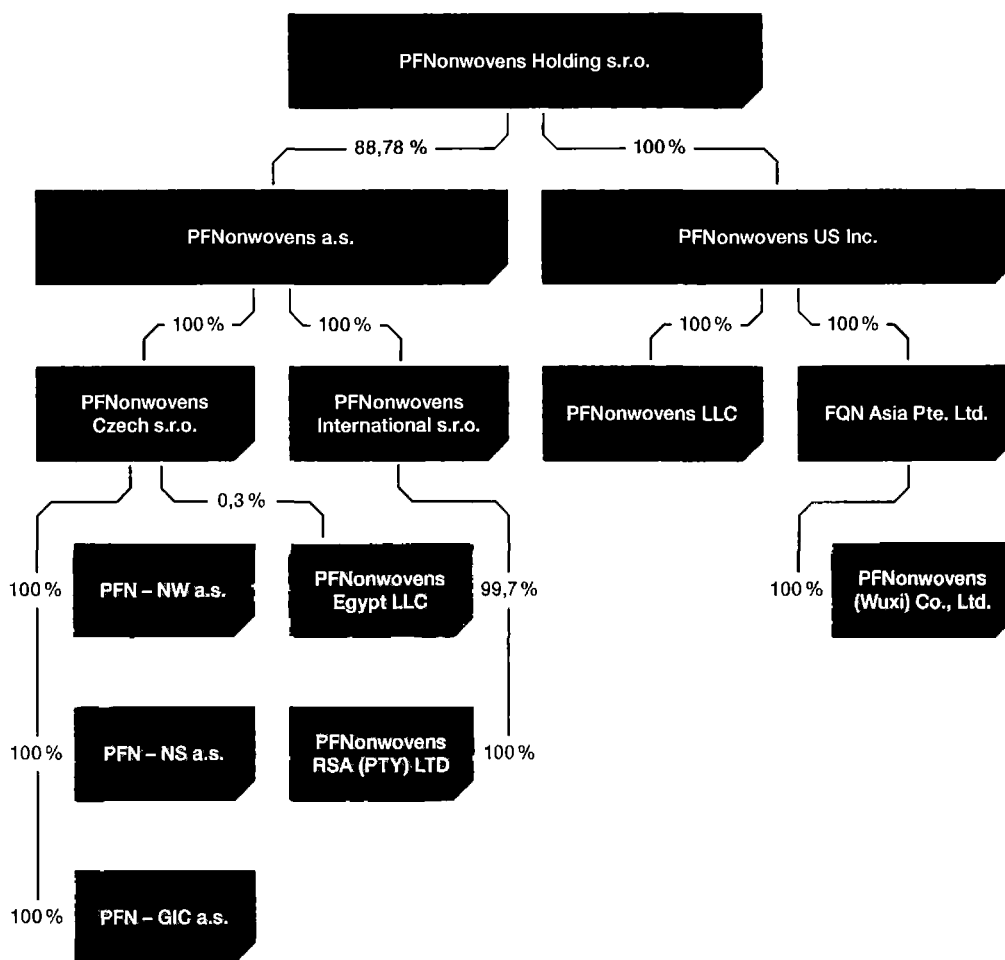 PFNonwovens Holding s.r.o.
88,78 %
100 %
PFNonwovens a.s.
PFNonwovens US Inc.
100 %
100 %
100 %
100 %
PFNonwovens
Czech s.r.o.
PFNonwovens
International s.r.o.
PFNonwovens LLC
FQN Asia Pte. Ltd.
0,3 %
100 %
PFN – NW a.s.
PFNonwovens
Egypt LLC
99,7 %
100 %
PFNonwovens
(Wuxi) Co., Ltd.
100 %
PFN – NS a.s.
PFNonwovens
RSA (PTY) LTD
100 %
100 %
PFN – GIC a.s.